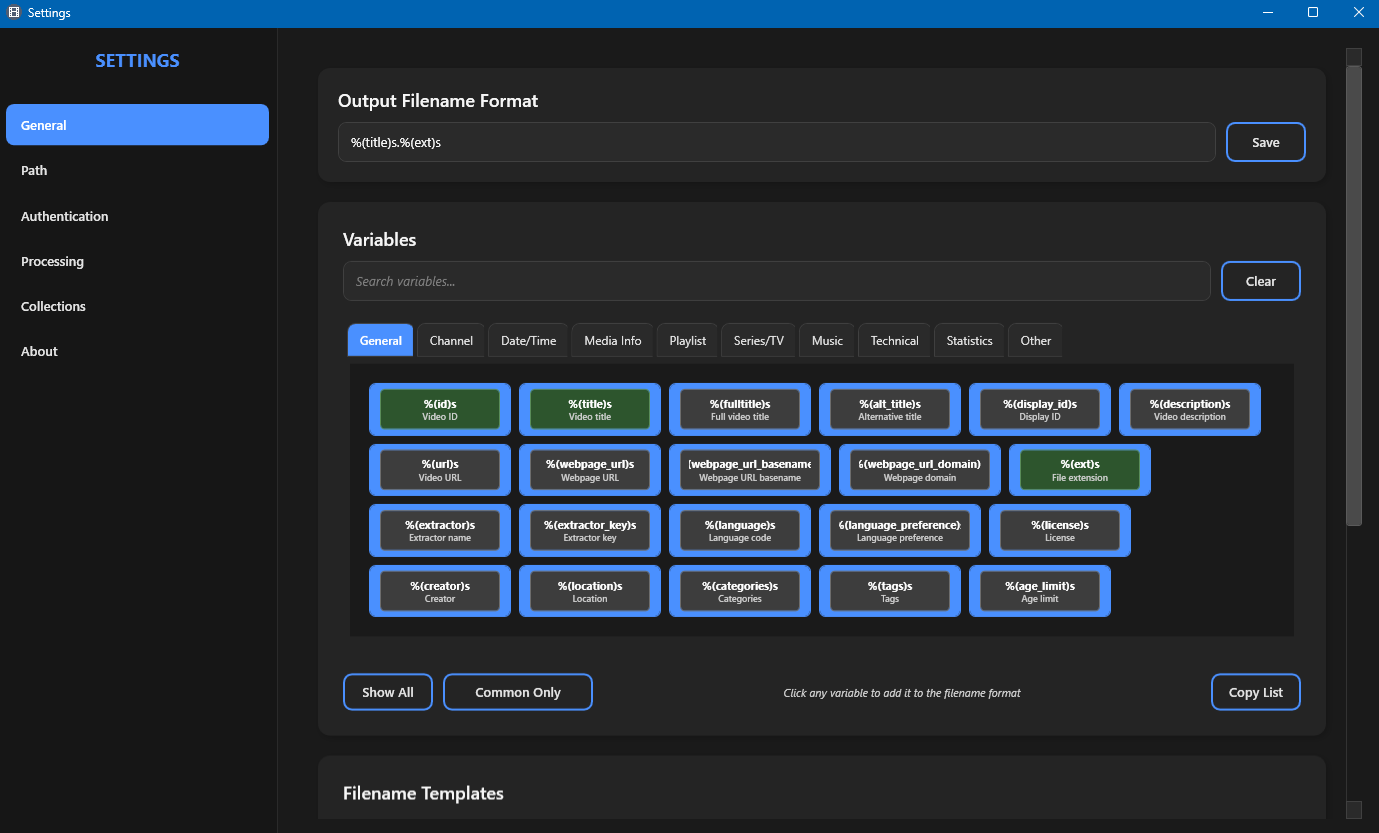 Settings
SETTINGS
General
Path
Authentication
Processing
Collections
About
Output Filename Format
%(title)s.%(ext)s
Save
Variables
Search variables...
Clear
General Channel Date/Time Media Info Playlist Series/TV Music Technical Statistics Other
%(id)s %(title)s %(fulltitle)s %(alt_title)s %(display_id)s %(description)s
Video ID Video title Full video title Alternative title Display ID Video description
%(url)s %(webpage_url)s (webpage_url_basename %(webpage_url_domain) %(ext)s
Video URL Webpage URL Webpage URL basename Webpage domain File extension
%(extractor)s %(extractor_key)s %(language)s %(language_preference) %(license)s
Extractor name Extractor key Language code Language preference License
%(creator)s %(location)s %(categories)s %(tags)s %(age_limit)s
Creator Location Categories Tags Age limit
Show All Common Only Click any variable to add it to the filename format Copy List
Filename Templates